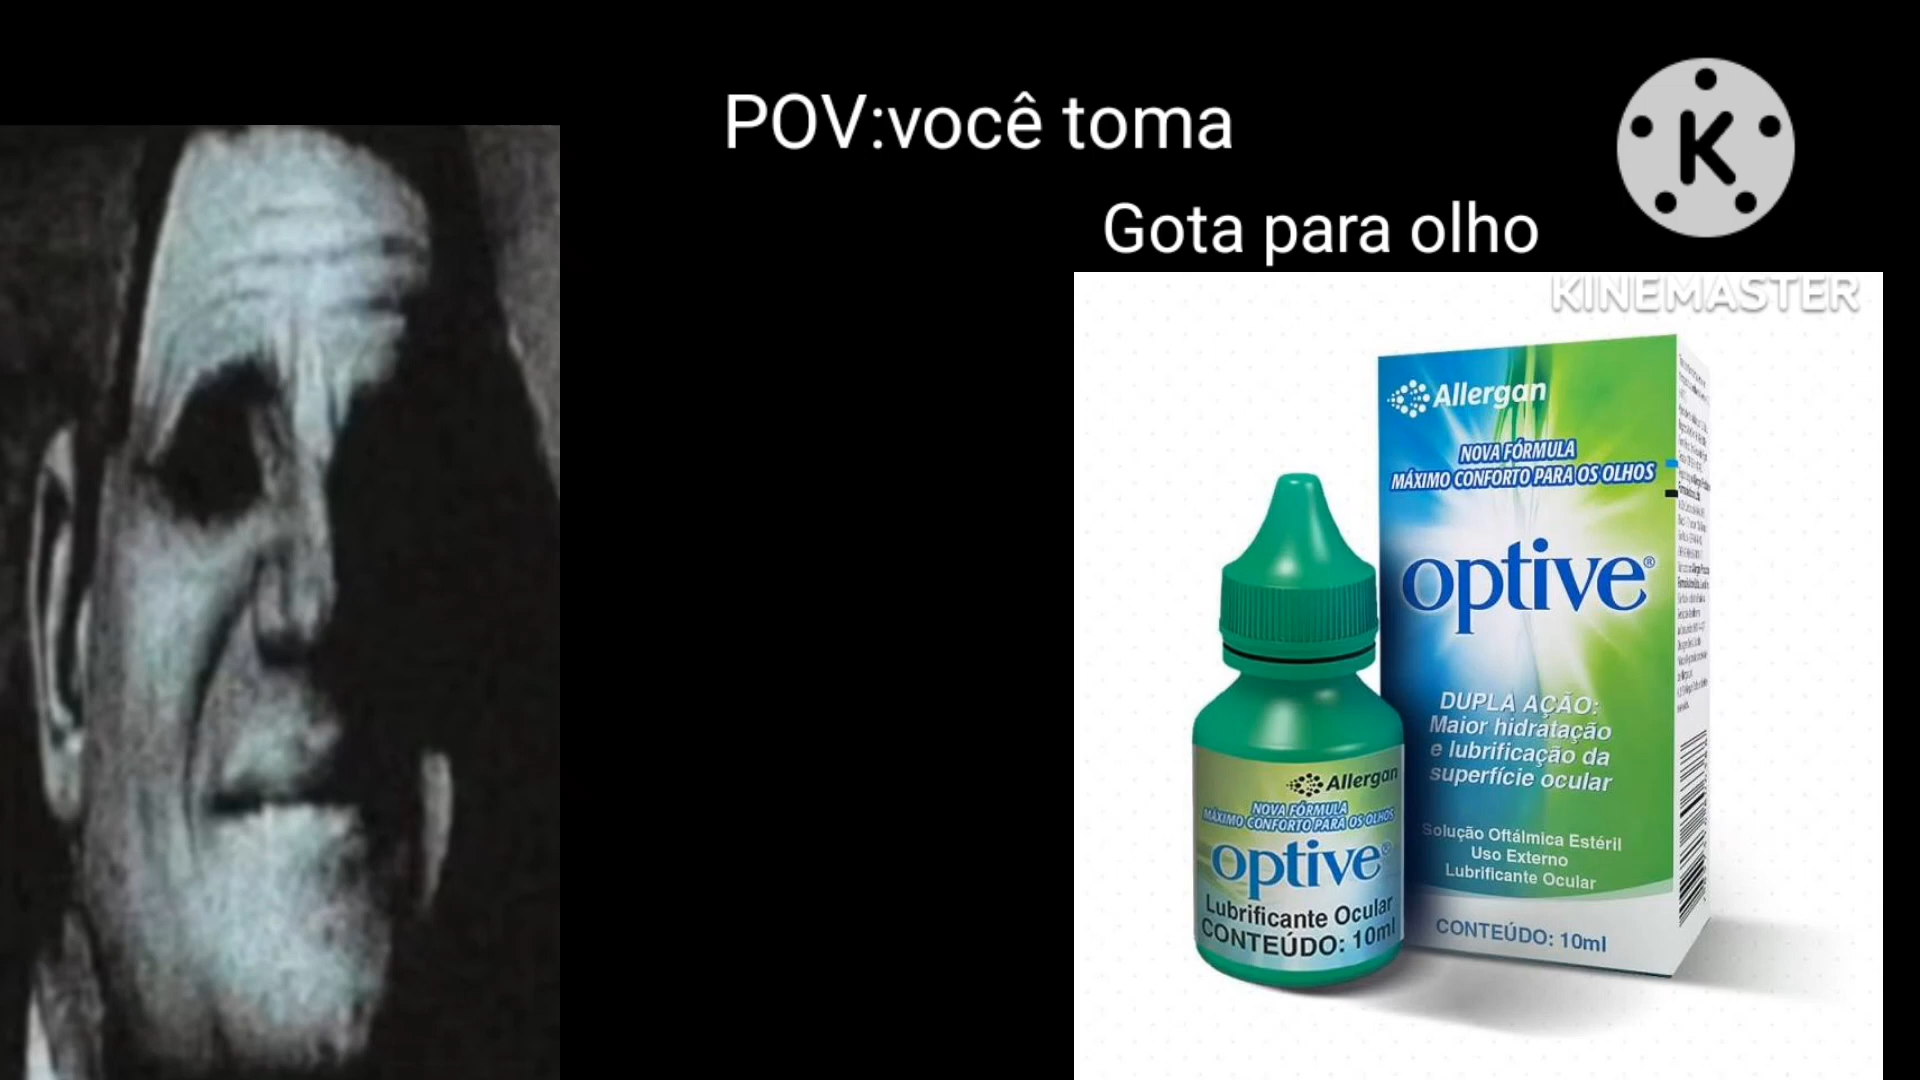 POV:você toma
Gota para olho
K
KINEMASTER
Allergan
NOVA FÓRMULA
MÁXIMO CONFORTO PARA OS OLHOS
optive®
DUPLA AÇÃO:
Maior hidratação
e lubrificação da
superfície ocular
Solução Oftálmica Estéril
Uso Externo
Lubrificante Ocular
CONTEÚDO: 10ml
Allergan
NOVA FÓRMULA
MÁXIMO CONFORTO PARA OS OLHOS
optive®
Lubrificante Ocular
CONTEÚDO: 10ml